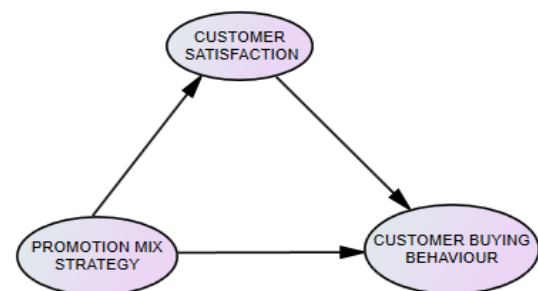 CUSTOMER
SATISFACTION
PROMOTION MIX
STRATEGY
CUSTOMER BUYING
BEHAVIOUR